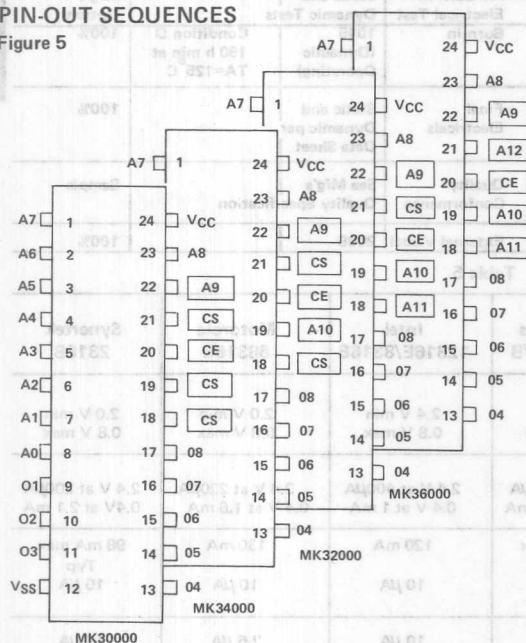 PIN-OUT SEQUENCES
Figure 5
A7 1 24 VCC
A6 2 23 A8
A5 3 22 A9
A4 4 21 CS
A3 5 20 CE
A2 6 19 CS
A1 7 18 CS
A0 8 17 08
O1 9 16 07
O2 10 15 06
O3 11 14 05
VSS 12 13 04
MK30000
A7 1 24 VCC
23 A8
22 A9
21 CS
20 CE
19 A10
18 CS
17 08
16 07
15 06
14 05
13 04
MK34000
A7 1 24 VCC
23 A8
22 A9
21 CS
20 CE
19 A10
18 A11
17 08
16 07
15 06
14 05
13 04
MK32000
A7 1 24 VCC
23 A8
22 A9
21 A12
20 CE
19 A10
18 A11
17 08
16 07
15 06
14 05
13 04
MK36000